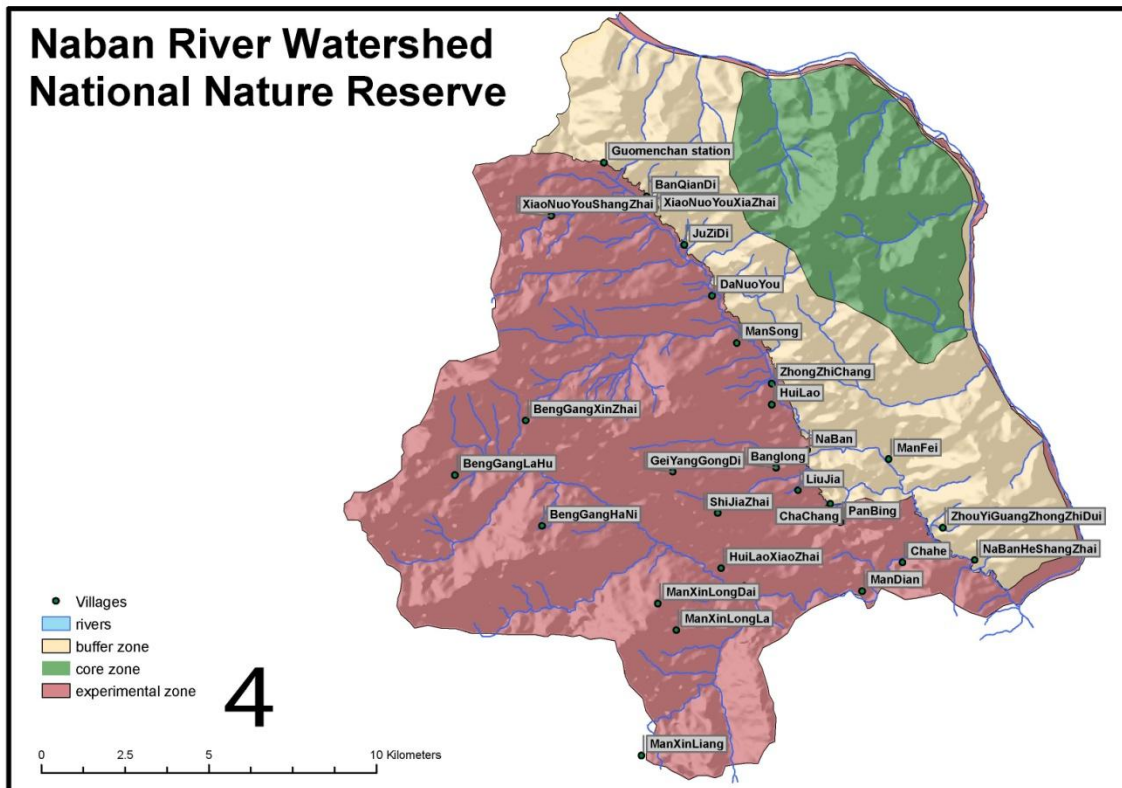 Naban River Watershed
National Nature Reserve
Guomenchan station
BanQianDi
XiaoNuoYouShangZhai
XiaoNuoYouXiaZhai
JuZiDi
DaNuoYou
ManSong
ZhongZhiChang
HuiLao
BengGangXinZhai
NaBan
ManFei
BengGangLaHu
GeiYangGongDi
Banglong
LiuJia
ShiJiaZhai
ChaChang
PanBing
ZhouYiGuangZhongZhiDui
BengGangHaNi
HuiLaoXiaoZhai
Chahe
NaBanHeShangZhai
ManDian
ManXinLongDai
ManXinLongLa
ManXinLiang
Villages
rivers
buffer zone
core zone
experimental zone
4
0 2.5 5 10 Kilometers